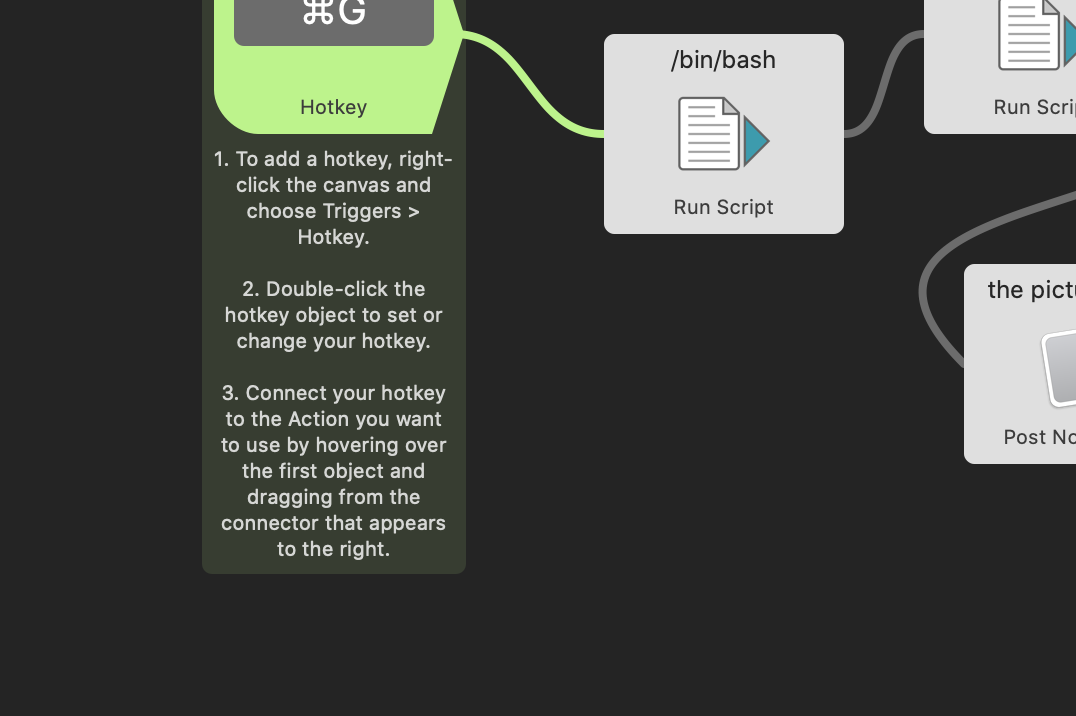 ⌘G
Hotkey
1. To add a hotkey, right-
click the canvas and
choose Triggers >
Hotkey.
2. Double-click the
hotkey object to set or
change your hotkey.
3. Connect your hotkey
to the Action you want
to use by hovering over
the first object and
dragging from the
connector that appears
to the right.
/bin/bash
Run Script
Run
the
Post